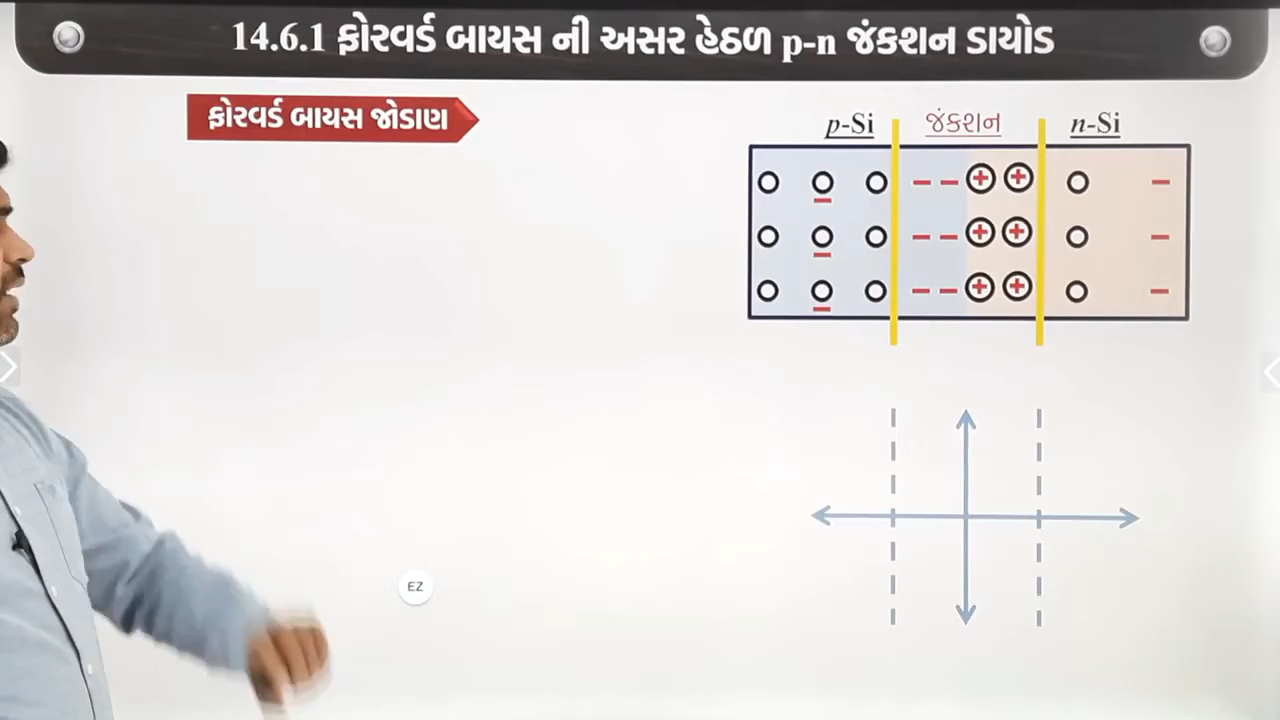 14.6.1 ફોરવર્ડ બાયસ ની અસર હેઠળ p-n જંકશન ડાયોડ
ફોરવર્ડ બાયસ જોડાણ
p-Si જંકશન n-Si
EZ